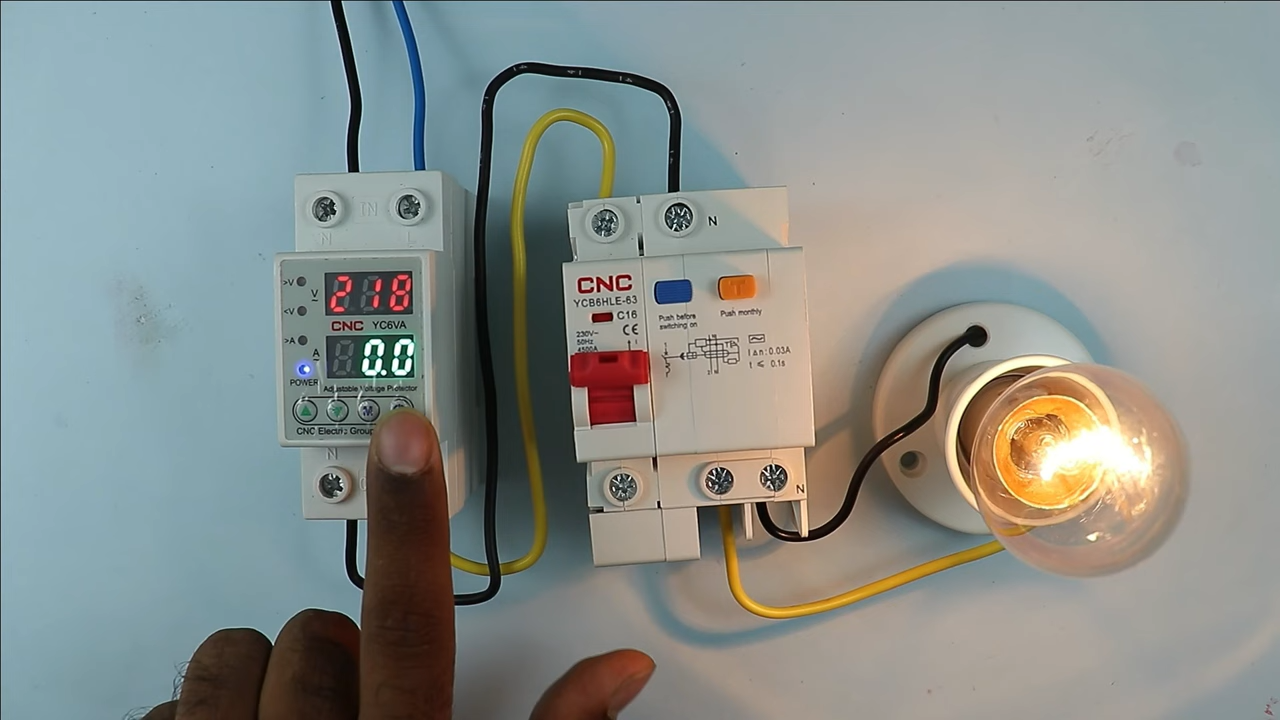 IN
N L
>V
218
V
<V
CNC YC6VA
>A
0.0
A
POWER
Adjustable Voltage Protector
M
CNC Electric Group
N
N
CNC
YCB6HLE-63
C16
230V~
50Hz
4500A
CE
T
Push before
switching on
Push monthly
I∆n: 0.03A
t ≤ 0.1s
N